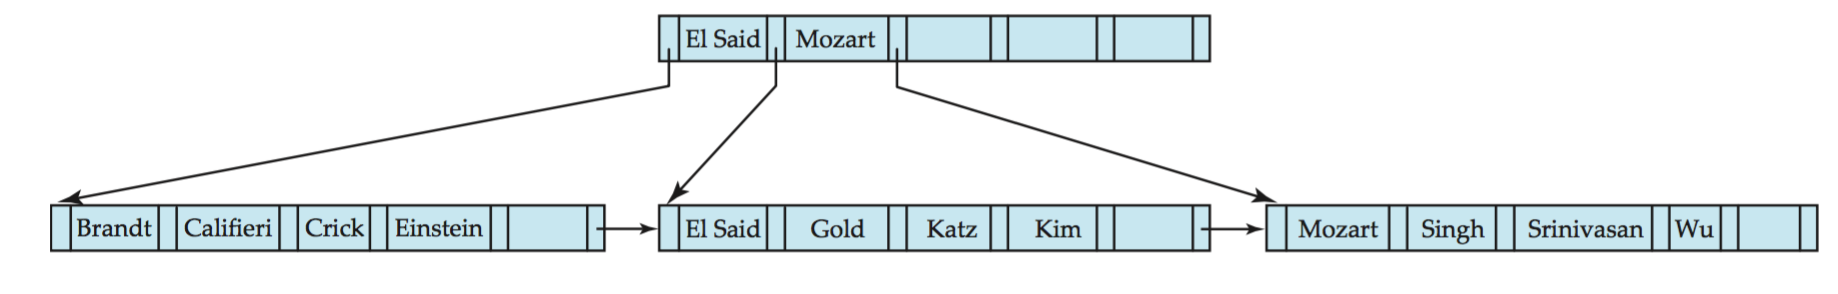 El Said Mozart
Brandt Califieri Crick Einstein El Said Gold Katz Kim Mozart Singh Srinivasan Wu